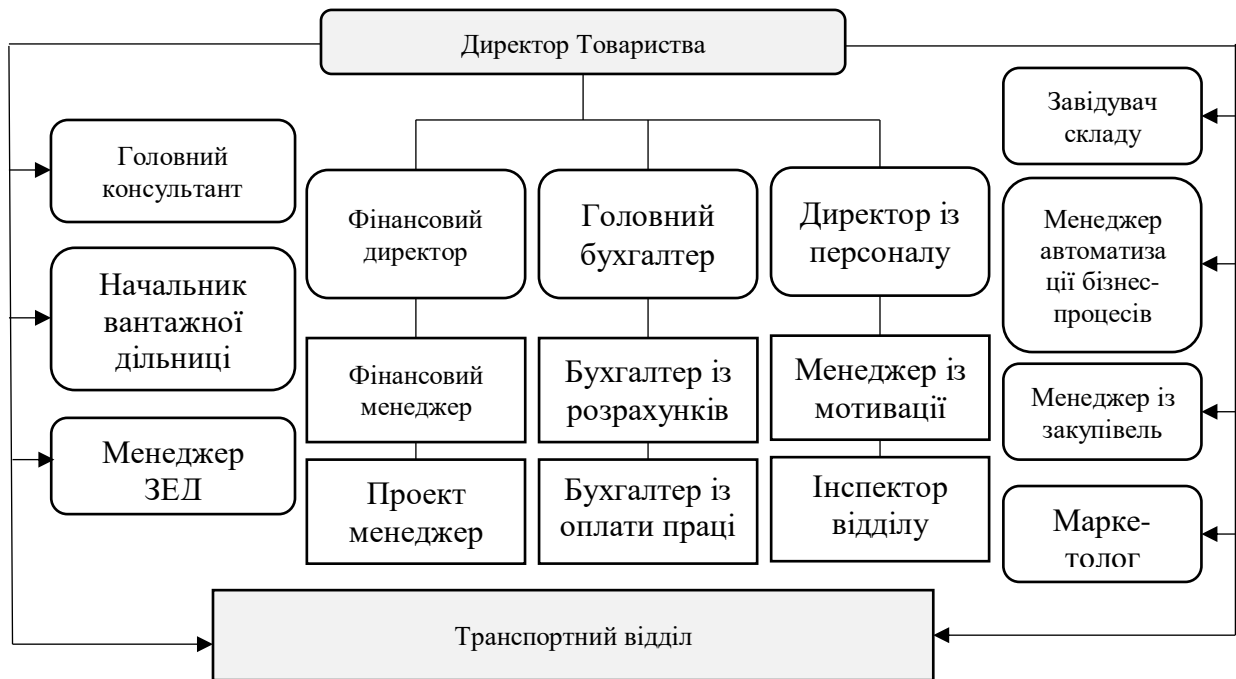 Директор Товариства
Головний
консультант
Начальник
вантажної
дільниці
Менеджер
ЗЕД
Фінансовий
директор
Фінансовий
менеджер
Проект
менеджер
Головний
бухгалтер
Бухгалтер із
розрахунків
Бухгалтер із
оплати праці
Директор із
персоналу
Менеджер із
мотивації
Інспектор
відділу
Завідувач
складу
Менеджер
автоматиза
ції бізнес-
процесів
Менеджер із
закупівель
Марке-
толог
Транспортний відділ